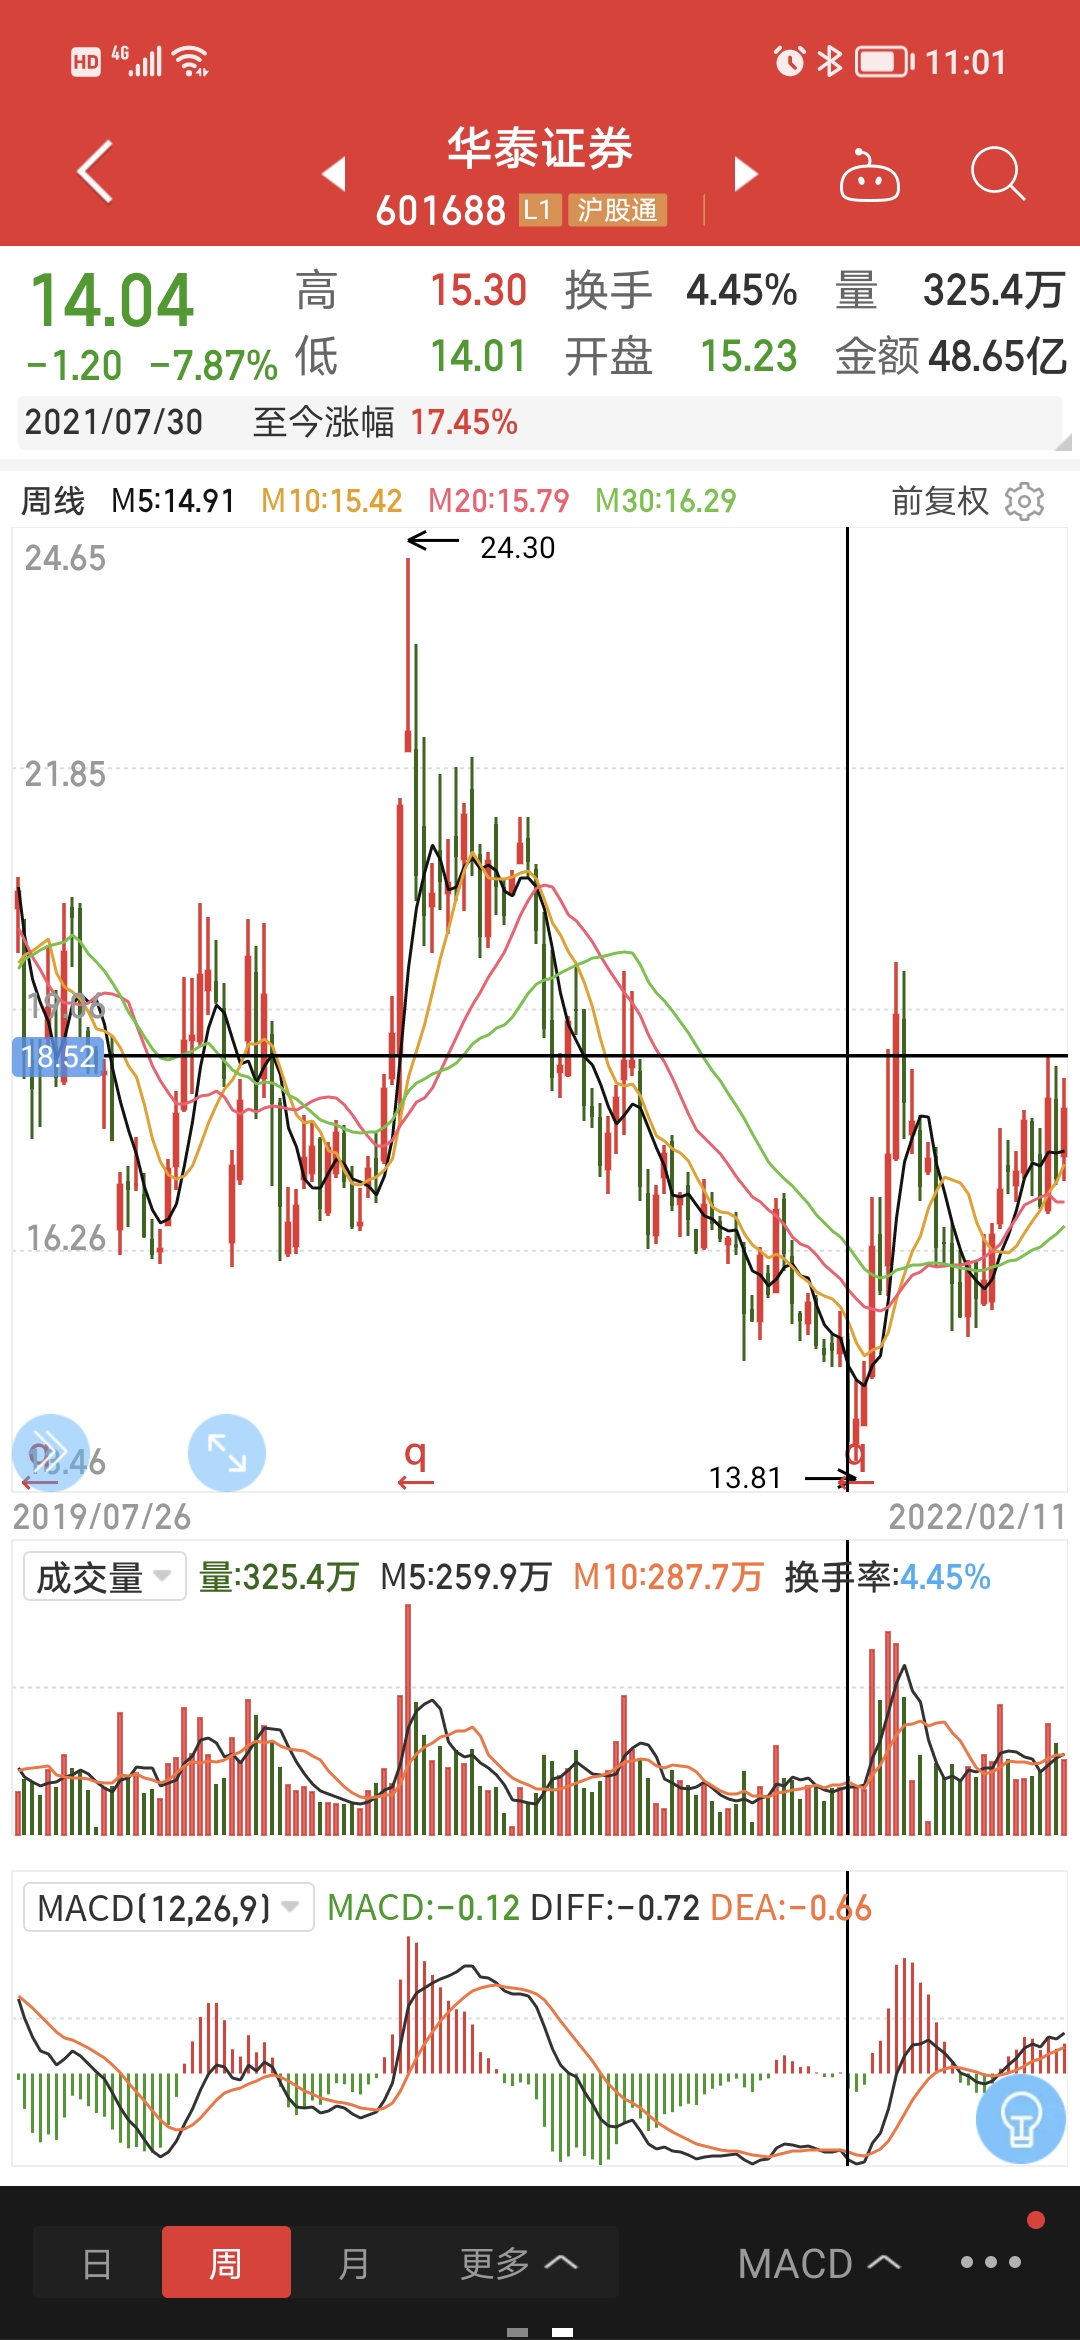 HD 4G 11:01
华泰证券
601688 L1 沪股通
14.04 高 15.30 换手 4.45% 量 325.4万
-1.20 -7.87% 低 14.01 开盘 15.23 金额 48.65亿
2021/07/30 至今涨幅 17.45%
周线 M5:14.91 M10:15.42 M20:15.79 M30:16.29 前复权
24.65
24.30
21.85
19.06
18.52
16.26
q q q
13.81
2019/07/26 2022/02/11
成交量 量:325.4万 M5:259.9万 M10:287.7万 换手率:4.45%
MACD(12,26,9) MACD:-0.12 DIFF:-0.72 DEA:-0.66
日 周 月 更多 MACD